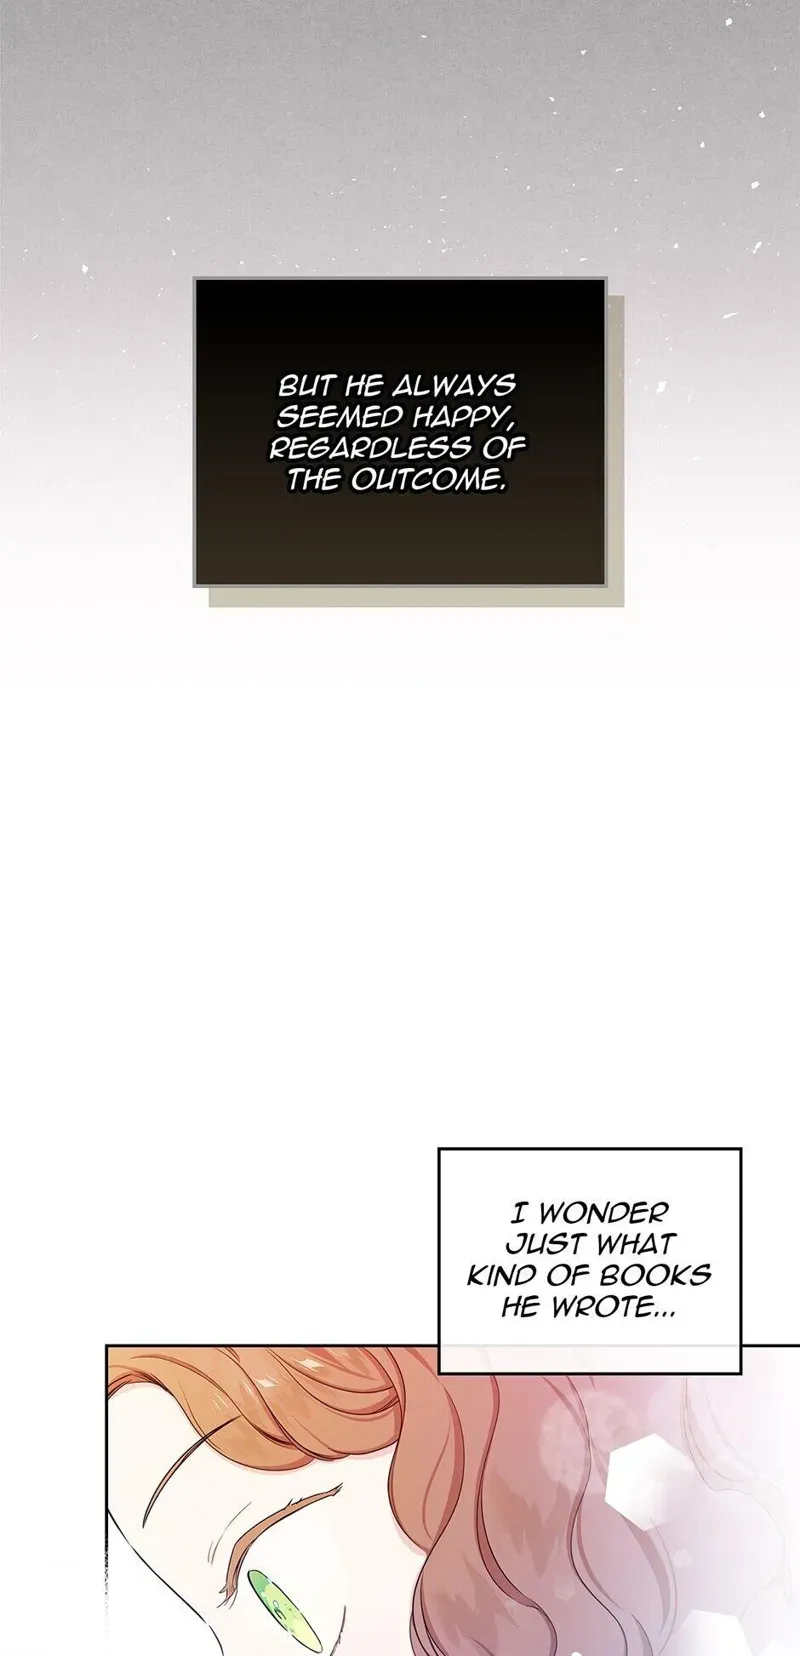 BUT HE ALWAYS
SEEMED HAPPY,
REGARDLESS OF
THE OUTCOME.
I WONDER
JUST WHAT
KIND OF BOOKS
HE WROTE...